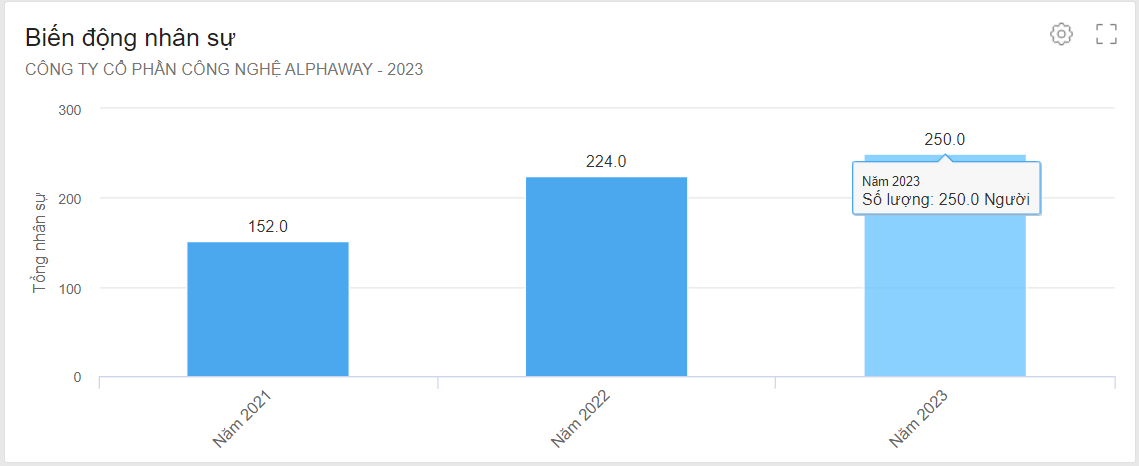 Biến động nhân sự
CÔNG TY CỔ PHẦN CÔNG NGHỆ ALPHAWAY - 2023
Tổng nhân sự
300
200
100
0
152.0
224.0
250.0
Năm 2023
Số lượng: 250.0 Người
Năm 2021
Năm 2022
Năm 2023